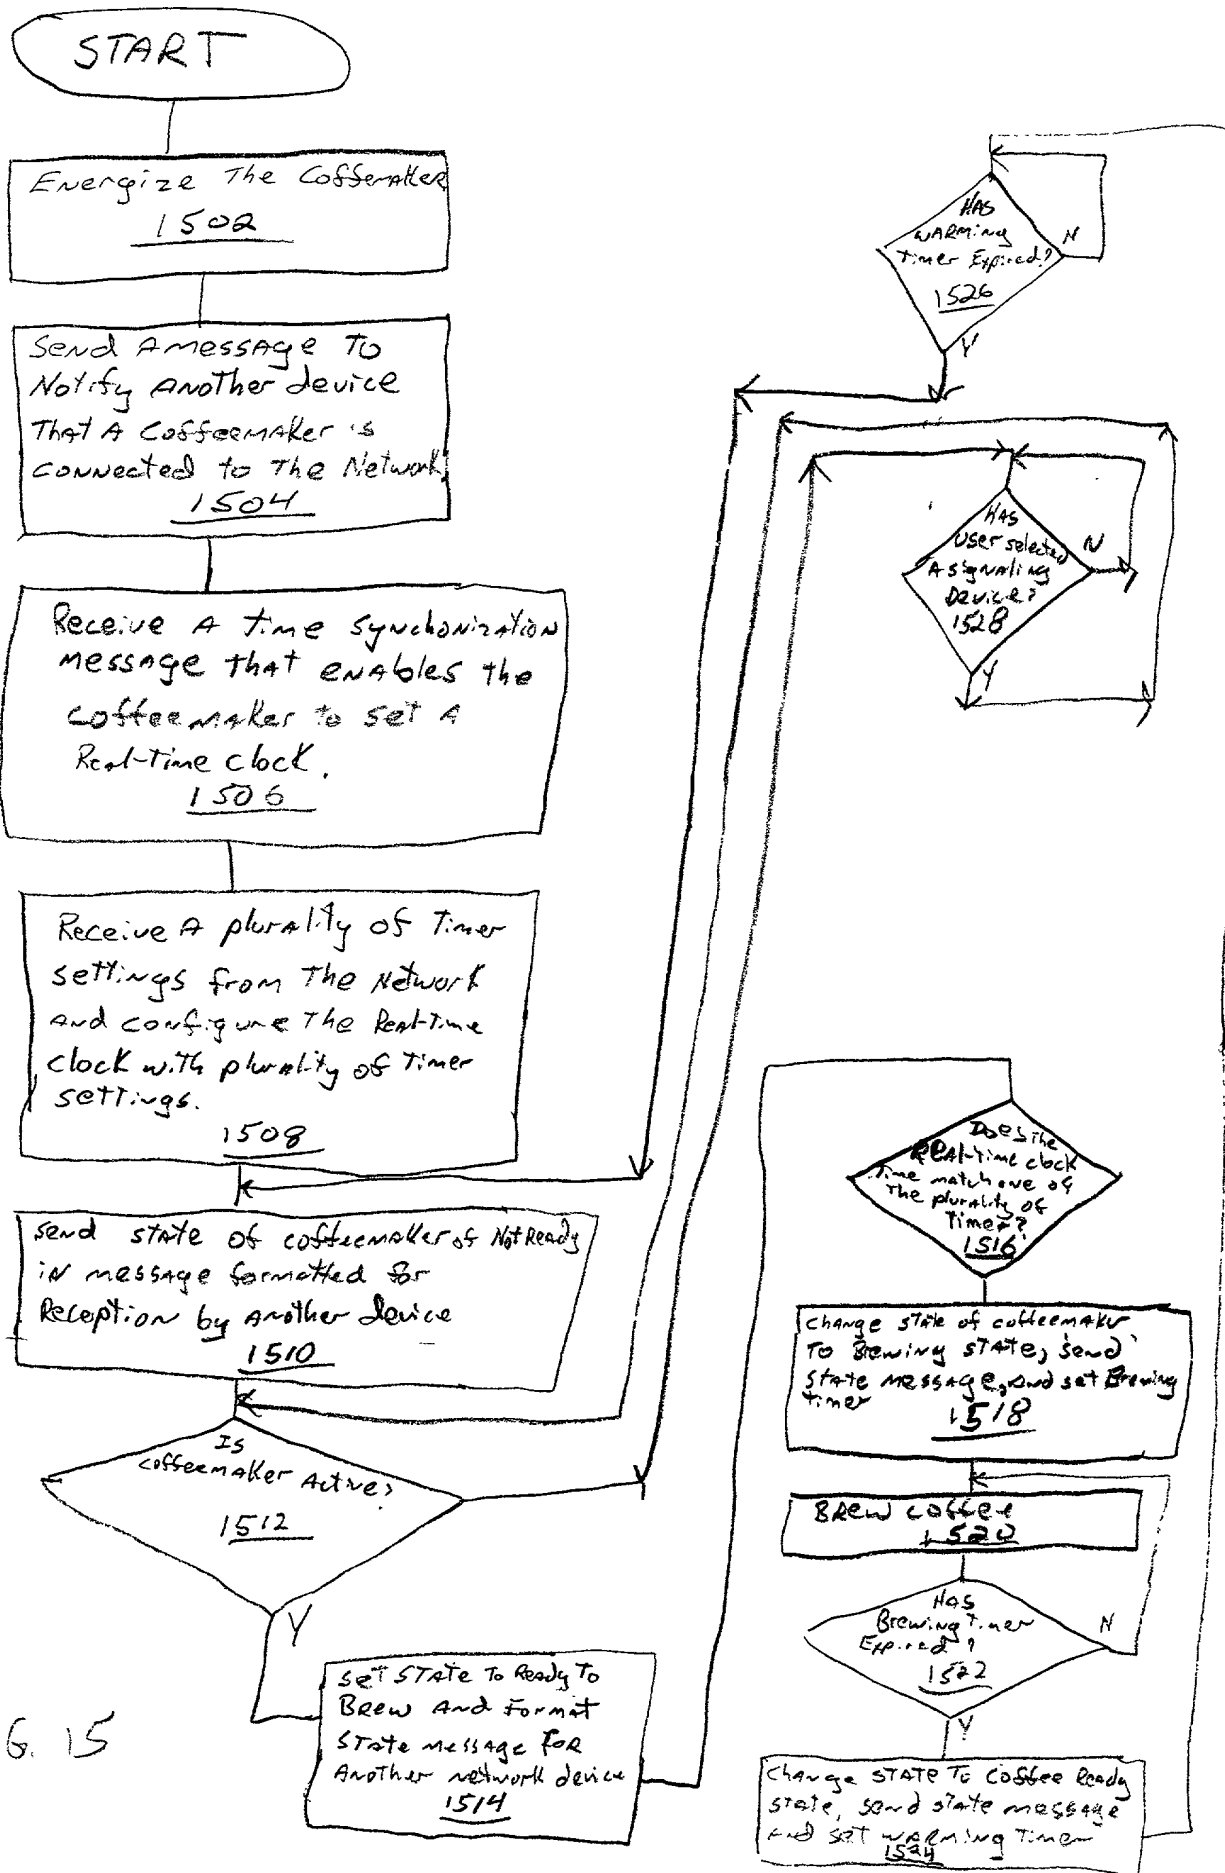 START
Energize The Coffemaker
1502
Send A message To
Notify Another device
That A Coffeemaker is
connected to The Network
1504
Receive A time Synchonization
message that enables the
coffeemaker to set A
Real-Time clock.
1506
Receive A plurality of Timer
settings from The Network
And configure The Real-Time
clock with plurality of Timer
settings.
1508
send state of coffeemaker of Not Ready
in message formatted for
Reception by Another device
1510
Is
coffeemaker Active?
1512
Y
set STATE To Ready To
Brew And Format
State message FOR
Another network device
1514
G. 15
HAS
WARMing
Timer Expired?
1526
N
Y
HAS
User selected
A signaling
Device?
1528
N
Y
Does the
REAL-Time clock
Time match one of
The plurality of
Times?
1516
change state of coffeemaker
To Brewing state, send
state message, and set Brewing
timer
1518
BREW coffee
1520
HAS
Brewing Timer
Expired?
1522
N
Y
Change STATE To Coffee Ready
state, send state message
and set warming Timer
1524